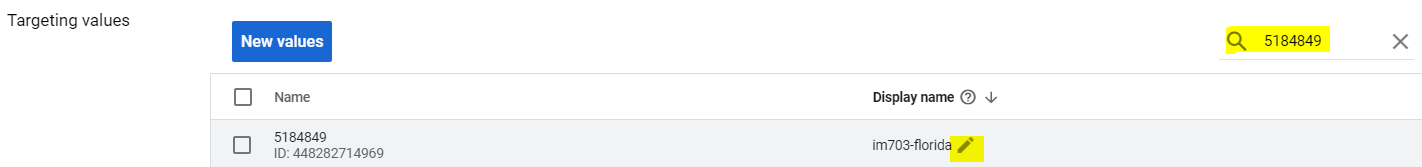 Targeting values
New values
5184849
Name
Display name
5184849
im703-florida
ID: 448282714969